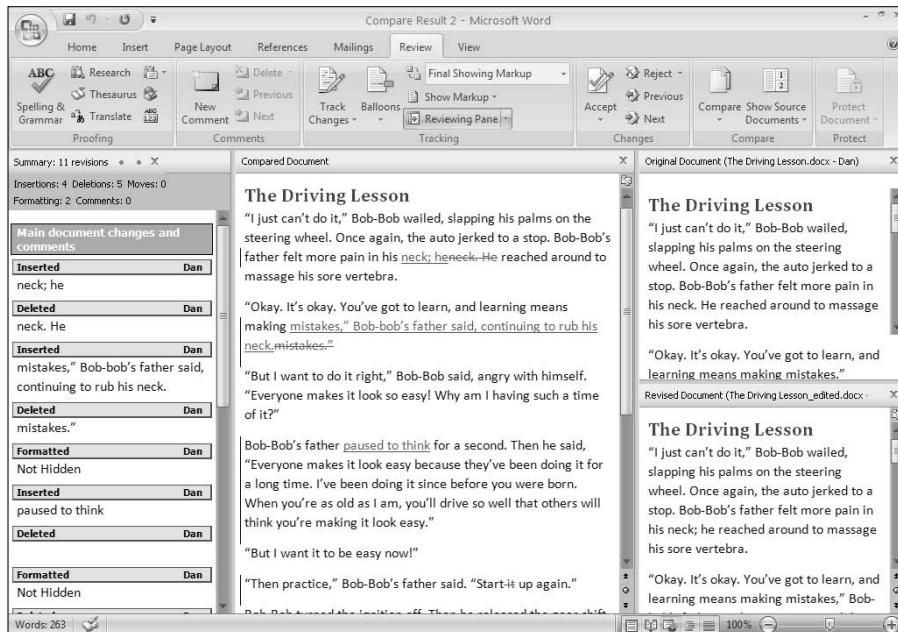 Compare Result 2 - Microsoft Word
Home Insert Page Layout References Mailings Review View
ABC
Spelling & Grammar
Research
Thesaurus
Translate
Proofing
New Comment
Delete
Previous
Next
Comments
Track Changes
Balloons
Final Showing Markup
Show Markup
Reviewing Pane
Tracking
Accept
Reject
Previous
Next
Changes
Compare
Show Source Documents
Compare
Protect Document
Protect
Summary: 11 revisions
Insertions: 4 Deletions: 5 Moves: 0
Formatting: 2 Comments: 0
Main document changes and
comments
Inserted Dan
neck; he
Deleted Dan
neck. He
Inserted Dan
mistakes,” Bob-bob’s father said,
continuing to rub his neck.
Deleted Dan
mistakes.”
Formatted Dan
Not Hidden
Inserted Dan
paused to think
Deleted Dan
Formatted Dan
Not Hidden
Compared Document
The Driving Lesson
“I just can’t do it,” Bob-Bob wailed, slapping his palms on the
steering wheel. Once again, the auto jerked to a stop. Bob-Bob’s
father felt more pain in his neck; heneck. He reached around to
massage his sore vertebra.
“Okay. It’s okay. You’ve got to learn, and learning means
making mistakes,” Bob-bob’s father said, continuing to rub his
neck.mistakes.”
“But I want to do it right,” Bob-Bob said, angry with himself.
“Everyone makes it look so easy! Why am I having such a time
of it?”
Bob-Bob’s father paused to think for a second. Then he said,
“Everyone makes it look easy because they’ve been doing it for
a long time. I’ve been doing it since before you were born.
When you’re as old as I am, you’ll drive so well that others will
think you’re making it look easy.”
“But I want it to be easy now!”
“Then practice,” Bob-Bob’s father said. “Start it up again.”
Bob-Bob turned the ignition off. Then he released the gear shift
Original Document (The Driving Lesson.docx - Dan)
The Driving Lesson
“I just can’t do it,” Bob-Bob wailed,
slapping his palms on the steering
wheel. Once again, the auto jerked to a
stop. Bob-Bob’s father felt more pain in
his neck. He reached around to massage
his sore vertebra.
“Okay. It’s okay. You’ve got to learn, and
learning means making mistakes.”
Revised Document (The Driving Lesson_edited.docx -
The Driving Lesson
“I just can’t do it,” Bob-Bob wailed,
slapping his palms on the steering
wheel. Once again, the auto jerked to a
stop. Bob-Bob’s father felt more pain in
his neck; he reached around to massage
his sore vertebra.
“Okay. It’s okay. You’ve got to learn, and
learning means making mistakes,” Bob-
Words: 263
100%